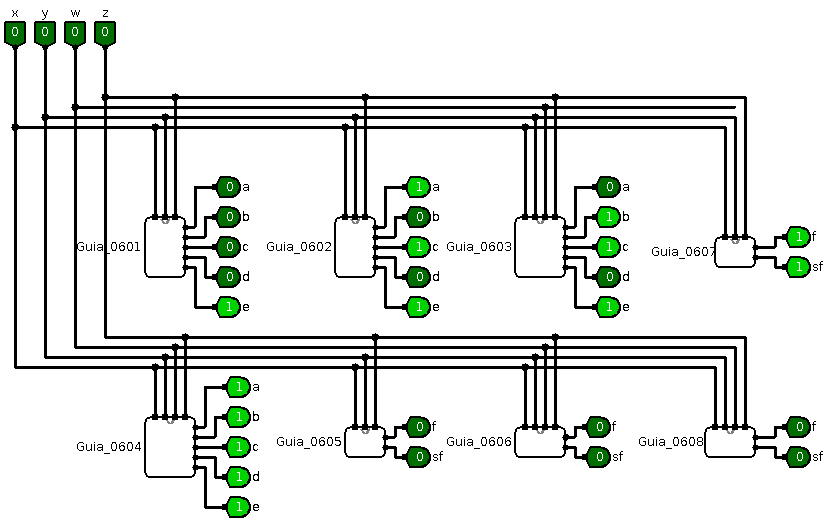 x y w z
0 0 0 0
0 a 1 a 0 a
0 b 0 b 1 b
Guia_0601 0 c Guia_0602 1 c Guia_0603 1 c Guia_0607 1 f
0 d 0 d 0 d 1 sf
1 e 1 e 1 e
1 a
1 b
Guia_0604 1 c Guia_0605 0 f Guia_0606 0 f Guia_0608 0 f
1 d 0 sf 0 sf 0 sf
1 e